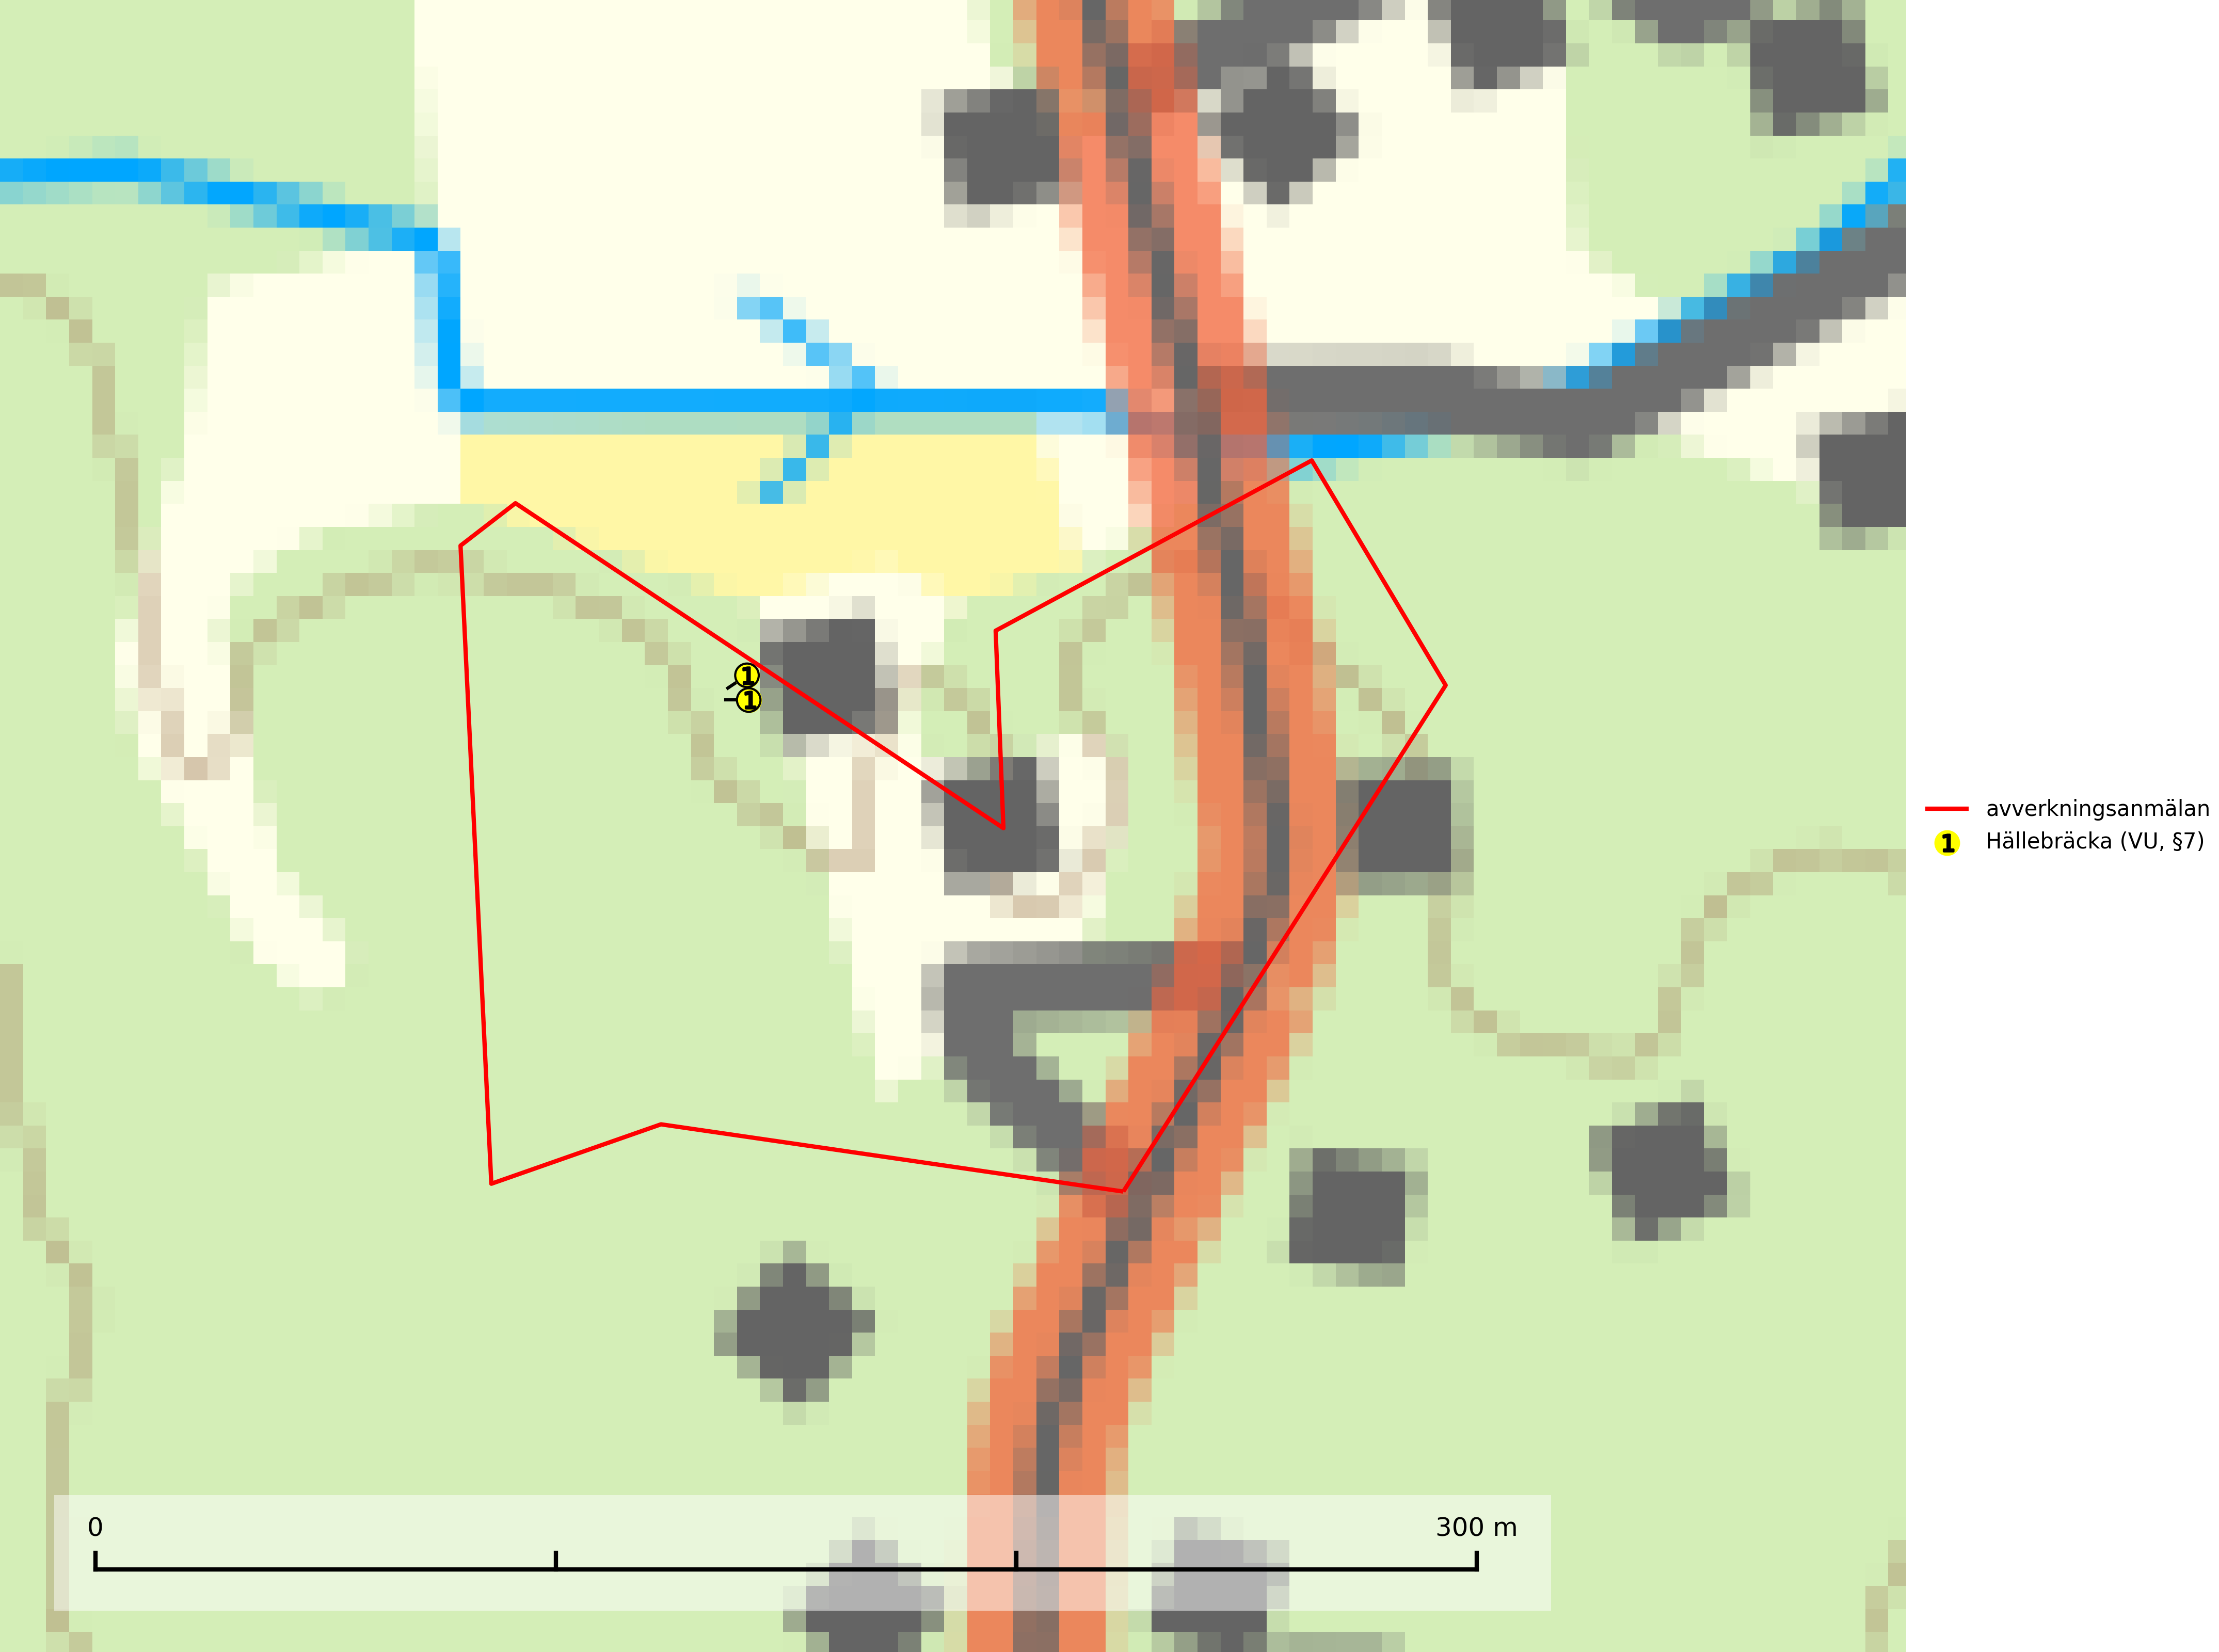 1
1
avverkningsanmälan
1 Hällebräcka (VU, §7)
0 300 m